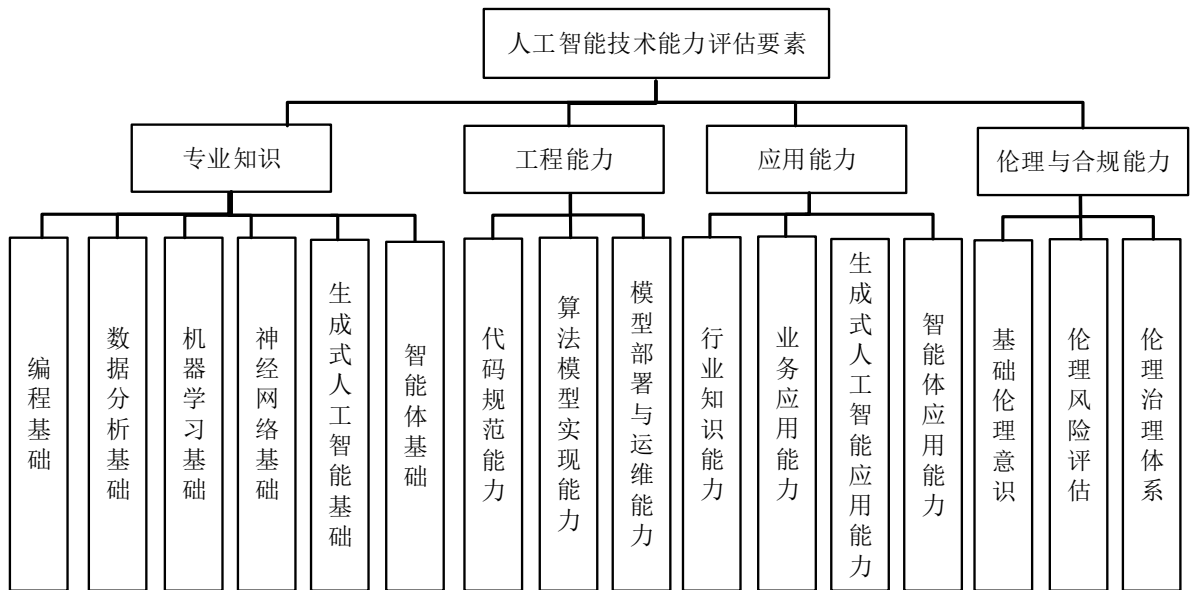 人工智能技术能力评估要素
专业知识
工程能力
应用能力
伦理与合规能力
编程基础
数据分析基础
机器学习基础
神经网络基础
生成式人工智能基础
智能体基础
代码规范能力
算法模型实现能力
模型部署与运维能力
行业知识能力
业务应用能力
生成式人工智能应用能力
智能体应用能力
基础伦理意识
伦理风险评估
伦理治理体系